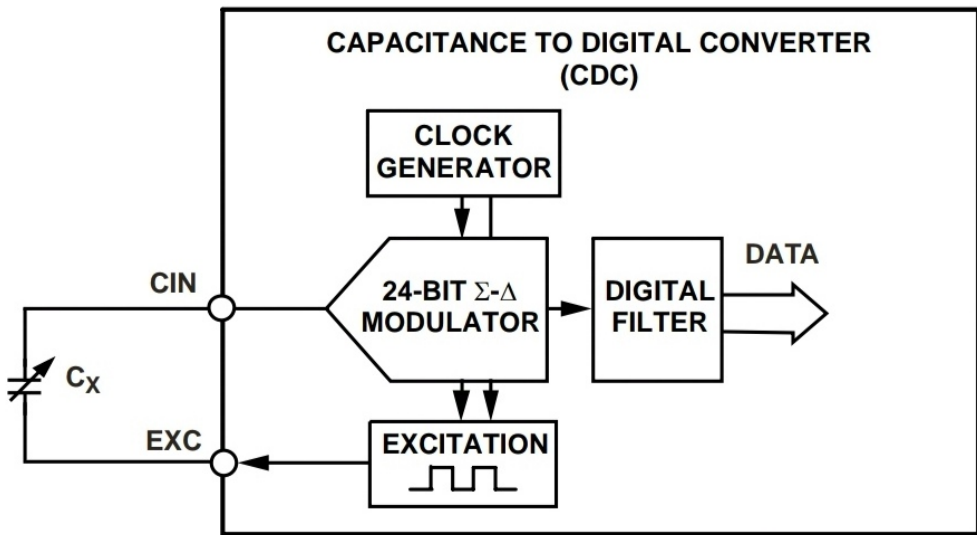 CAPACITANCE TO DIGITAL CONVERTER
(CDC)
CLOCK
GENERATOR
CIN
24-BIT Σ-Δ
MODULATOR
DIGITAL
FILTER
DATA
CX
EXC
EXCITATION